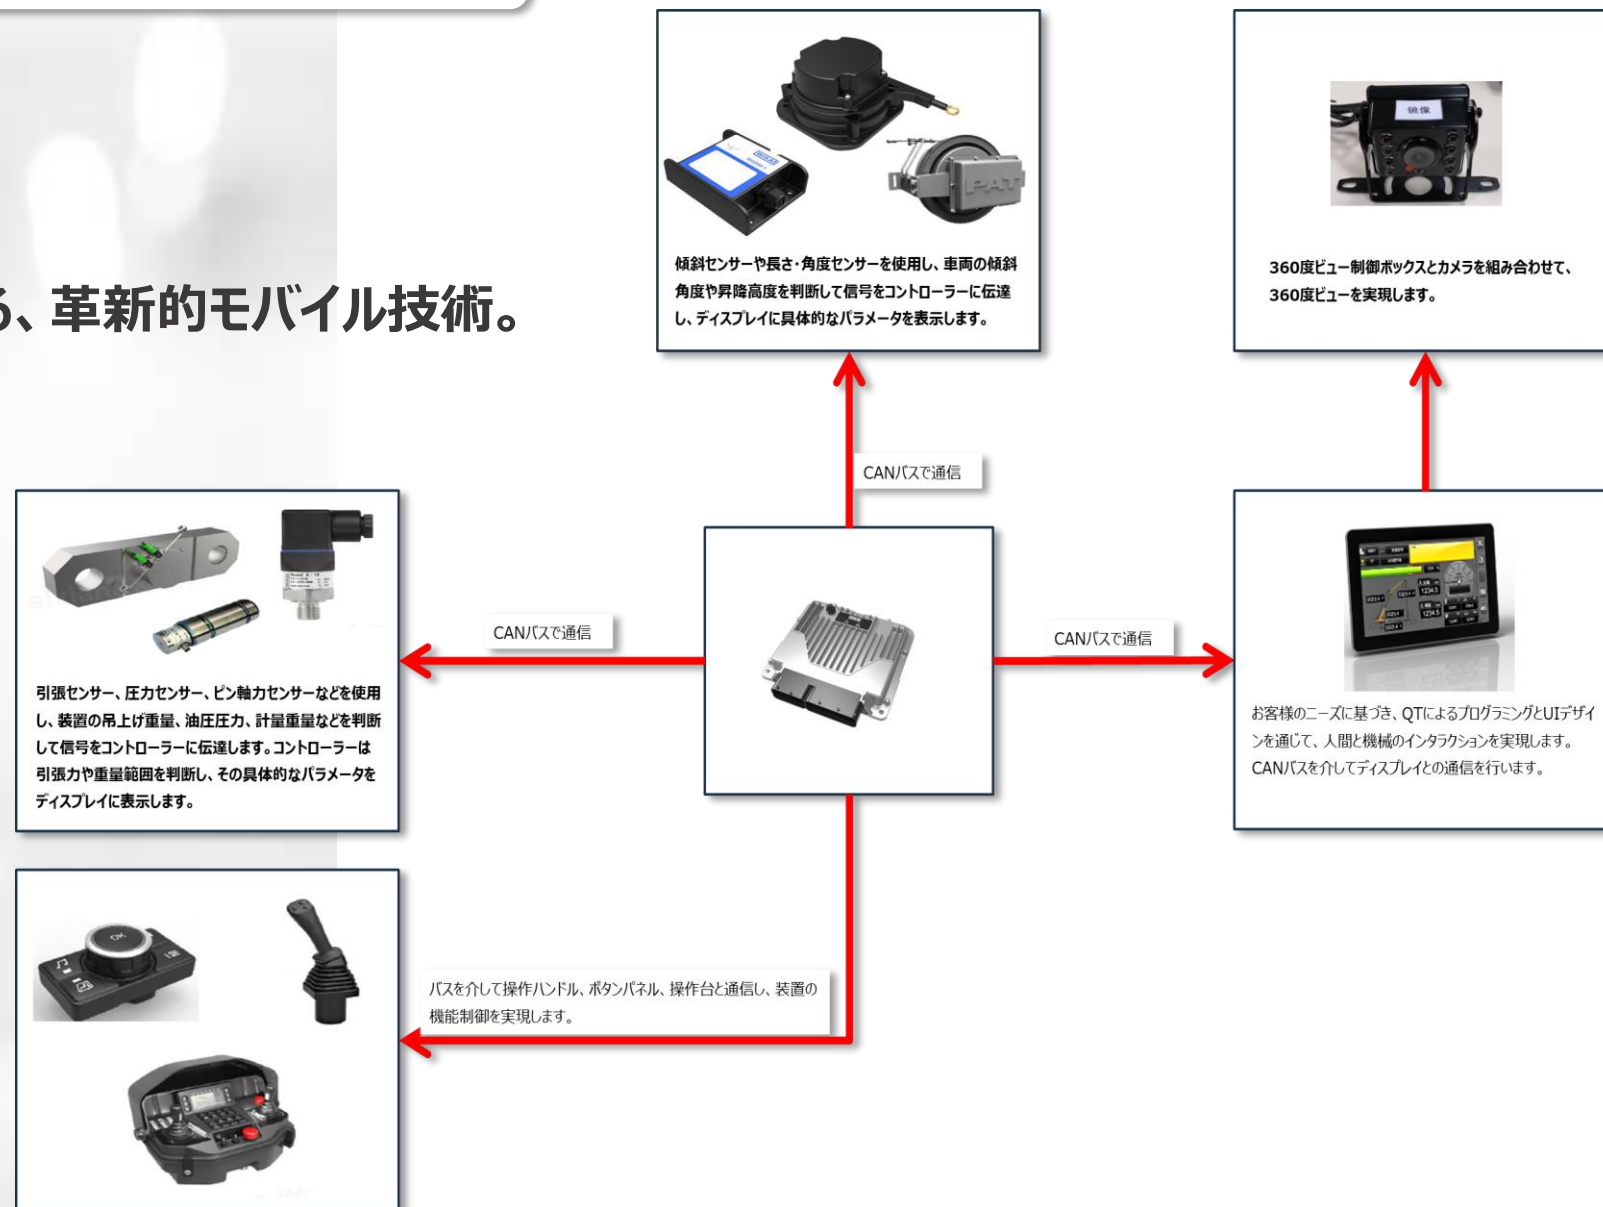 る、革新的モバイル技術。
PAT
傾斜センサーや長さ・角度センサーを使用し、車両の傾斜
角度や昇降高度を判断して信号をコントローラーに伝達
し、ディスプレイに具体的なパラメータを表示します。
镜像
360度ビュー制御ボックスとカメラを組み合わせて、
360度ビューを実現します。
CANバスで通信
引張センサー、圧力センサー、ピン軸力センサーなどを使用
し、装置の吊上げ重量、油圧圧力、計量重量などを判断
して信号をコントローラーに伝達します。コントローラーは
引張力や重量範囲を判断し、その具体的なパラメータを
ディスプレイに表示します。
CANバスで通信
CANバスで通信
1234.5
1234.5
お客様のニーズに基づき、QTによるプログラミングとUIデザイ
ンを通じて、人間と機械のインタラクションを実現します。
CANバスを介してディスプレイとの通信を行います。
OK
バスを介して操作ハンドル、ボタンパネル、操作台と通信し、装置の
機能制御を実現します。